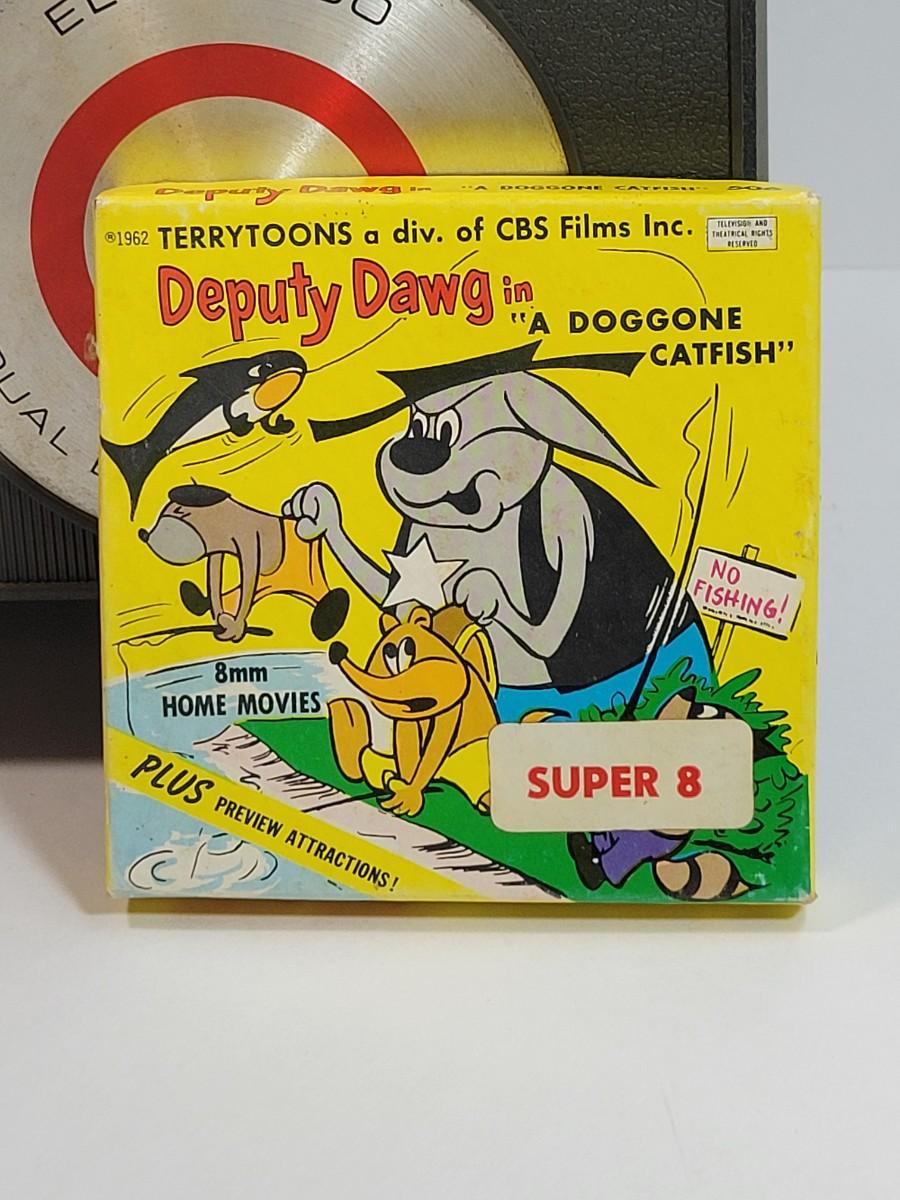 Deputy Dawg in "A DOGGONE CATFISH"
®1962 TERRYTOONS a div. of CBS Films Inc.
TELEVISION AND
THEATRICAL RIGHTS
RESERVED
Deputy Dawg in
"A DOGGONE
CATFISH"
NO
FISHING!
8mm
HOME MOVIES
SUPER 8
PLUS PREVIEW ATTRACTIONS!